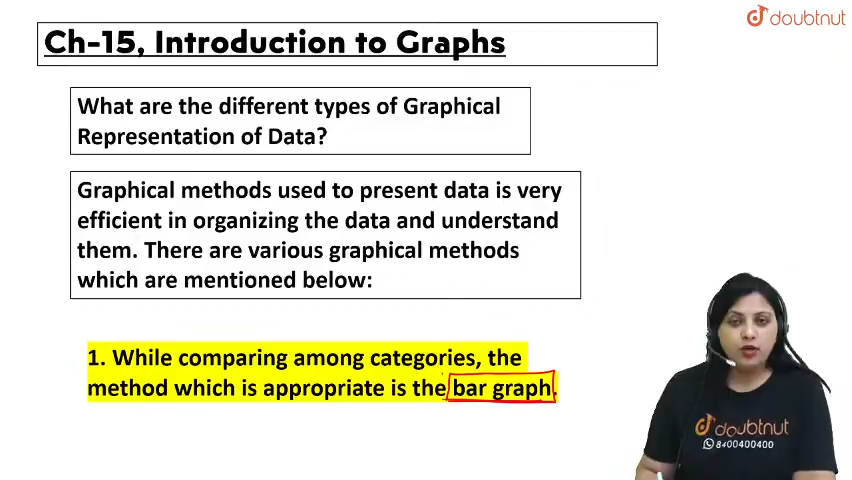 doubtnut
Ch-15, Introduction to Graphs
What are the different types of Graphical
Representation of Data?
Graphical methods used to present data is very
efficient in organizing the data and understand
them. There are various graphical methods
which are mentioned below:
1. While comparing among categories, the
method which is appropriate is the bar graph.
doubtnut
8400400400